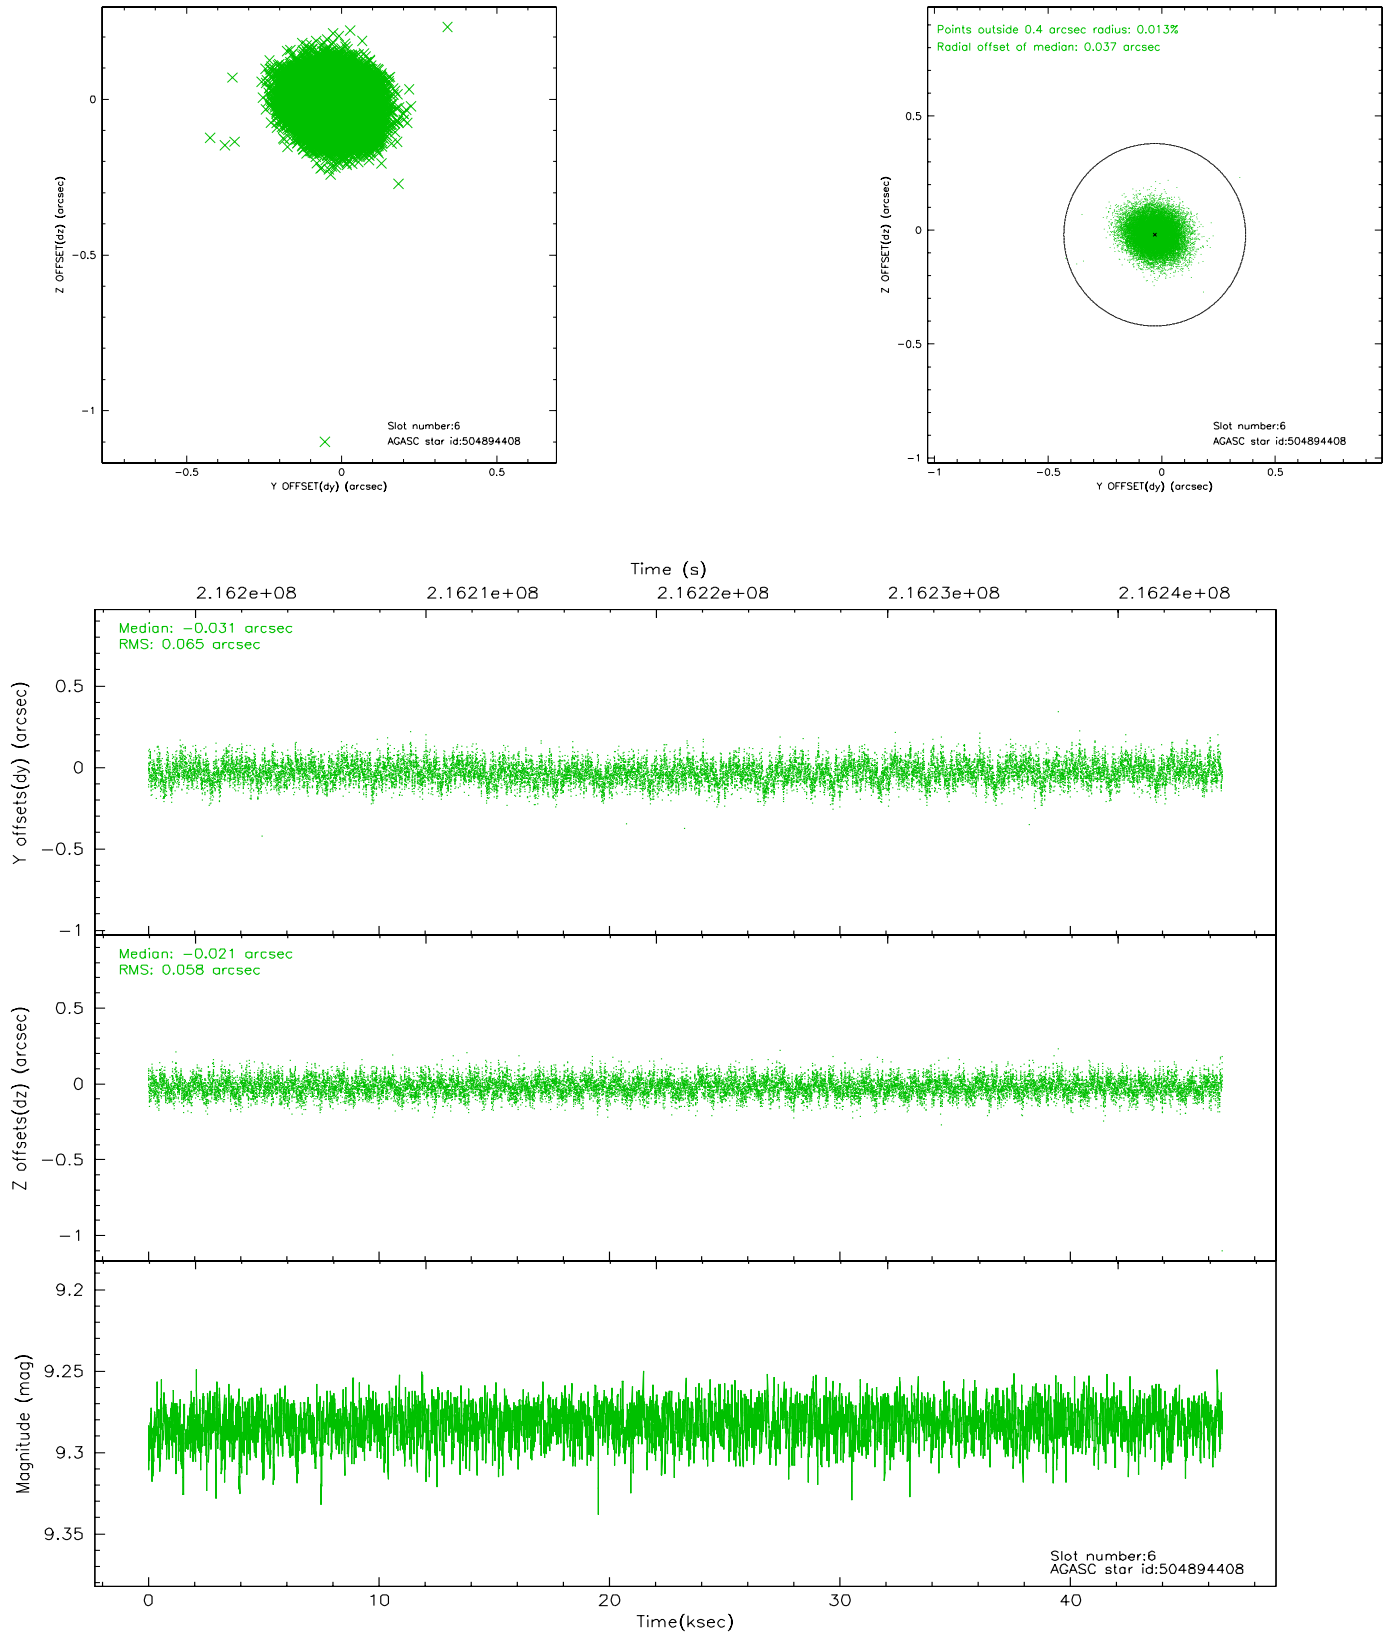 0
−0.5
−1
Z OFFSET(dz) (arcsec)
Slot number:6
AGASC star id:504894408
−0.5 0 0.5
Y OFFSET(dy) (arcsec)
Points outside 0.4 arcsec radius: 0.013%
Radial offset of median: 0.037 arcsec
0.5
0
−0.5
−1
Z OFFSET(dz) (arcsec)
Slot number:6
AGASC star id:504894408
−1 −0.5 0 0.5
Y OFFSET(dy) (arcsec)
Time (s)
2.162e+08 2.1621e+08 2.1622e+08 2.1623e+08 2.1624e+08
Median: −0.031 arcsec
RMS: 0.065 arcsec
0.5
0
−0.5
−1
Y offsets(dy) (arcsec)
Median: −0.021 arcsec
RMS: 0.058 arcsec
0.5
0
−0.5
−1
Z offsets(dz) (arcsec)
9.2
9.25
9.3
9.35
Magnitude (mag)
Slot number:6
AGASC star id:504894408
0 10 20 30 40
Time(ksec)